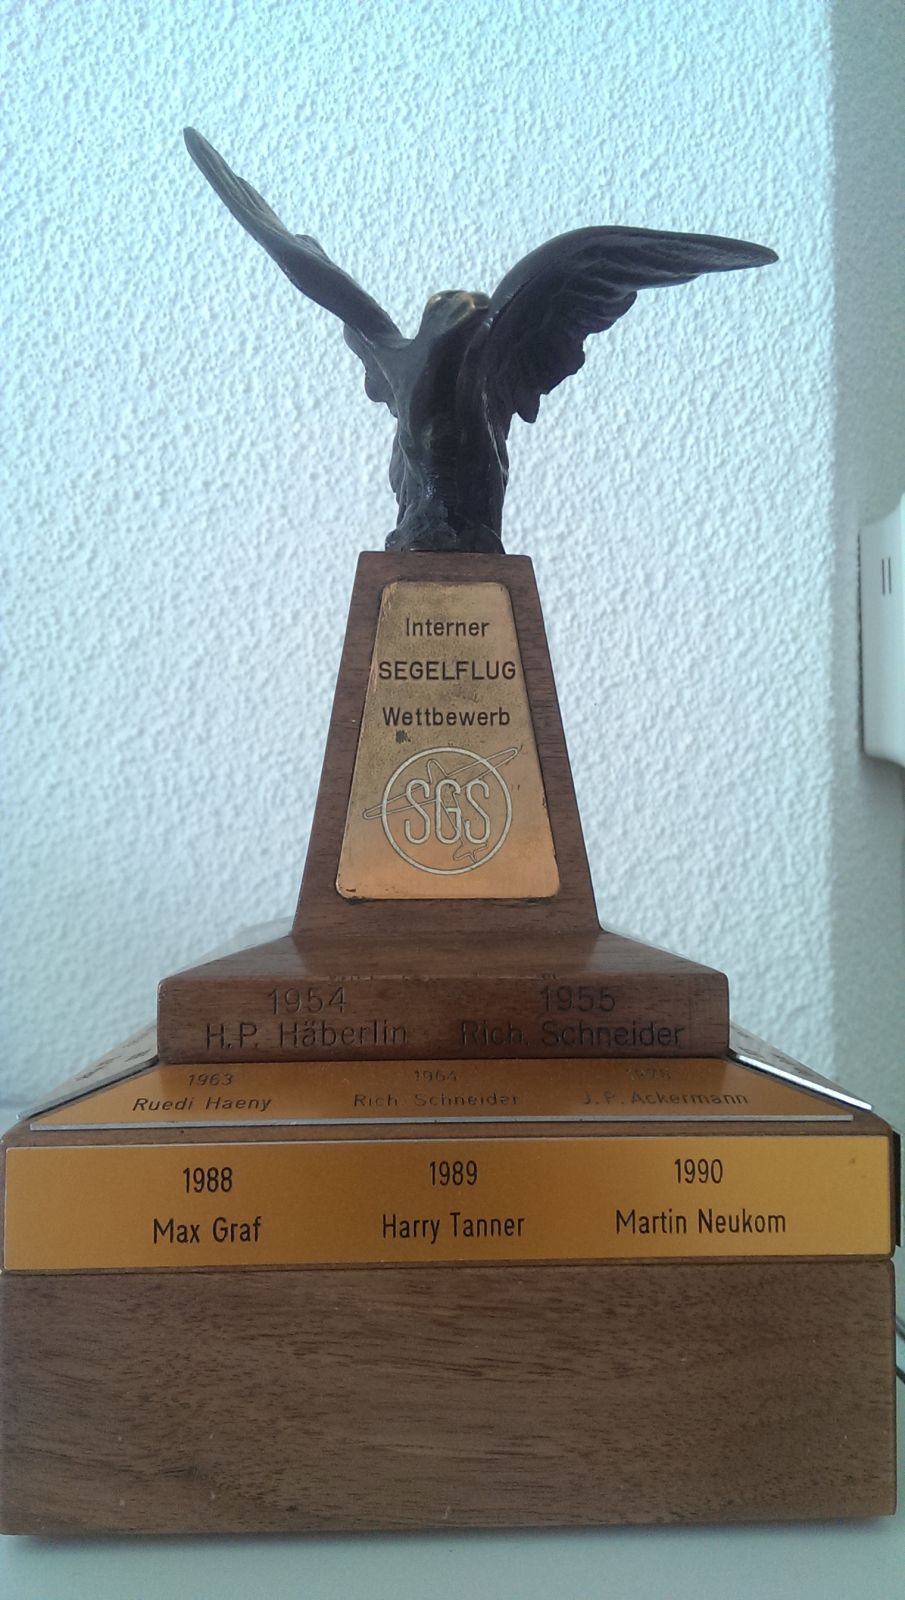 Interner
SEGELFLUG
Wettbewerb
SGS
1954 1955
H.P. Häberlin Rich. Schneider
1963 1964
Ruedi Haeny Rich. Schneider J.P. Ackermann
1988 1989 1990
Max Graf Harry Tanner Martin Neukom